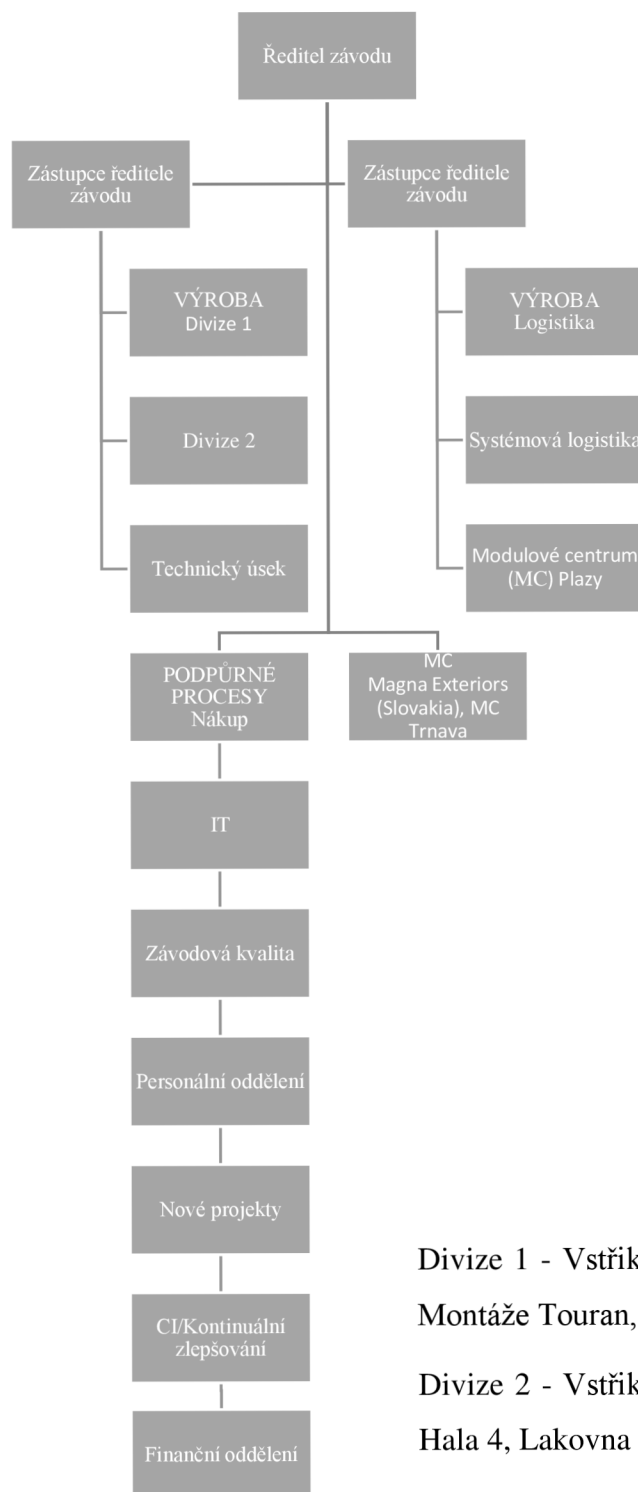 Ředitel závodu
Zástupce ředitele
závodu
Zástupce ředitele
závodu
VÝROBA
Divize 1
VÝROBA
Logistika
Divize 2
Systémová logistika
Technický úsek
Modulové centrum
(MC) Plazy
PODPŮRNÉ
PROCESY
Nákup
MC
Magna Exteriors
(Slovakia), MC
Trnava
IT
Závodová kvalita
Personální oddělení
Nové projekty
CI/Kontinuální
zlepšování
Finanční oddělení
Divize 1 - Vstřik
Montáže Touran,
Divize 2 - Vstřik
Hala 4, Lakovna